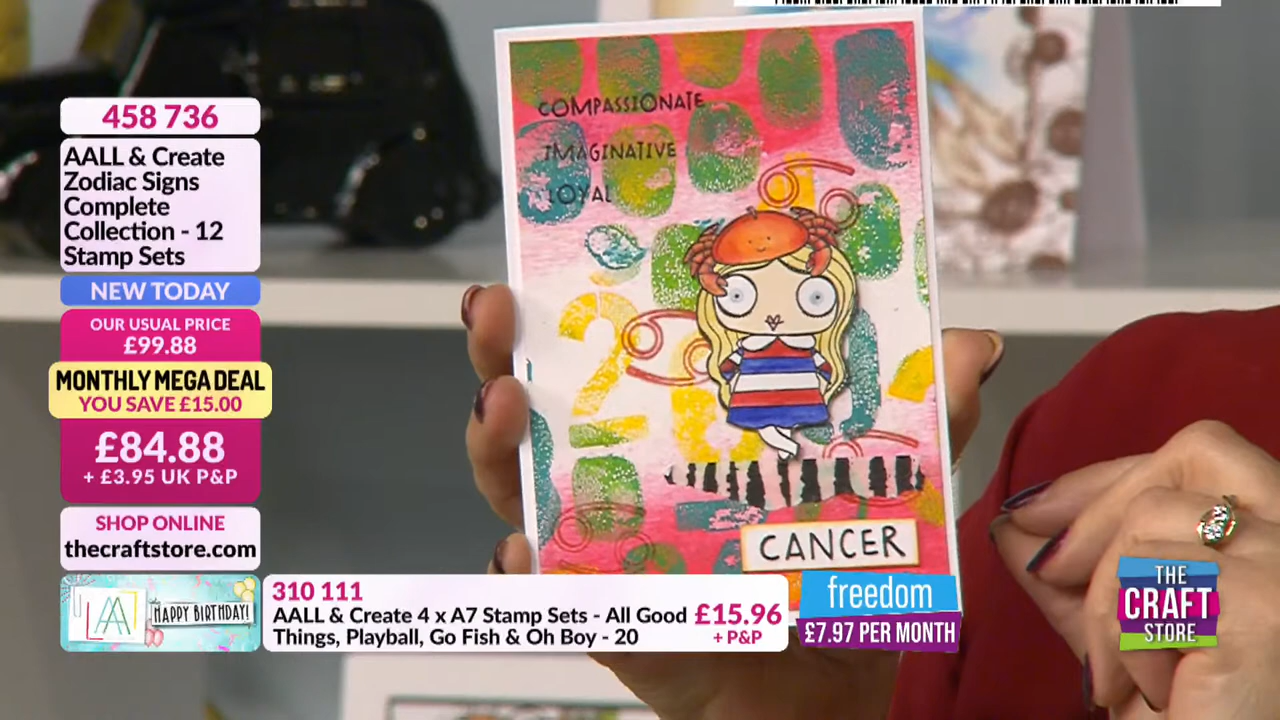 458 736
AALL & Create
Zodiac Signs
Complete
Collection - 12
Stamp Sets
NEW TODAY
OUR USUAL PRICE
£99.88
MONTHLY MEGA DEAL
YOU SAVE £15.00
£84.88
+ £3.95 UK P&P
SHOP ONLINE
thecraftstore.com
COMPASSIONATE
IMAGINATIVE
LOYAL
CANCER
LAA
HAPPY BIRTHDAY!
310 111
AALL & Create 4 x A7 Stamp Sets - All Good
Things, Playball, Go Fish & Oh Boy - 20
£15.96
+ P&P
freedom
£7.97 PER MONTH
THE
CRAFT
STORE